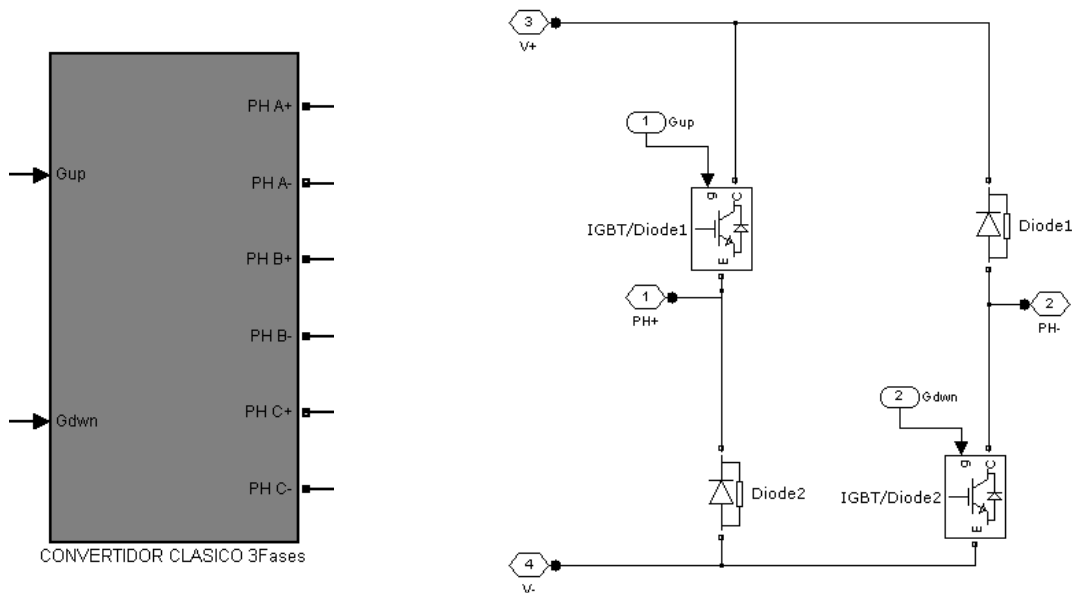 Gup
Gdwn
PH A+
PH A-
PH B+
PH B-
PH C+
PH C-
CONVERTIDOR CLASICO 3Fases
3
V+
1
Gup
g
C
E
IGBT/Diode1
Diode1
1
PH+
2
PH-
2
Gdwn
g
C
E
Diode2
IGBT/Diode2
4
V-